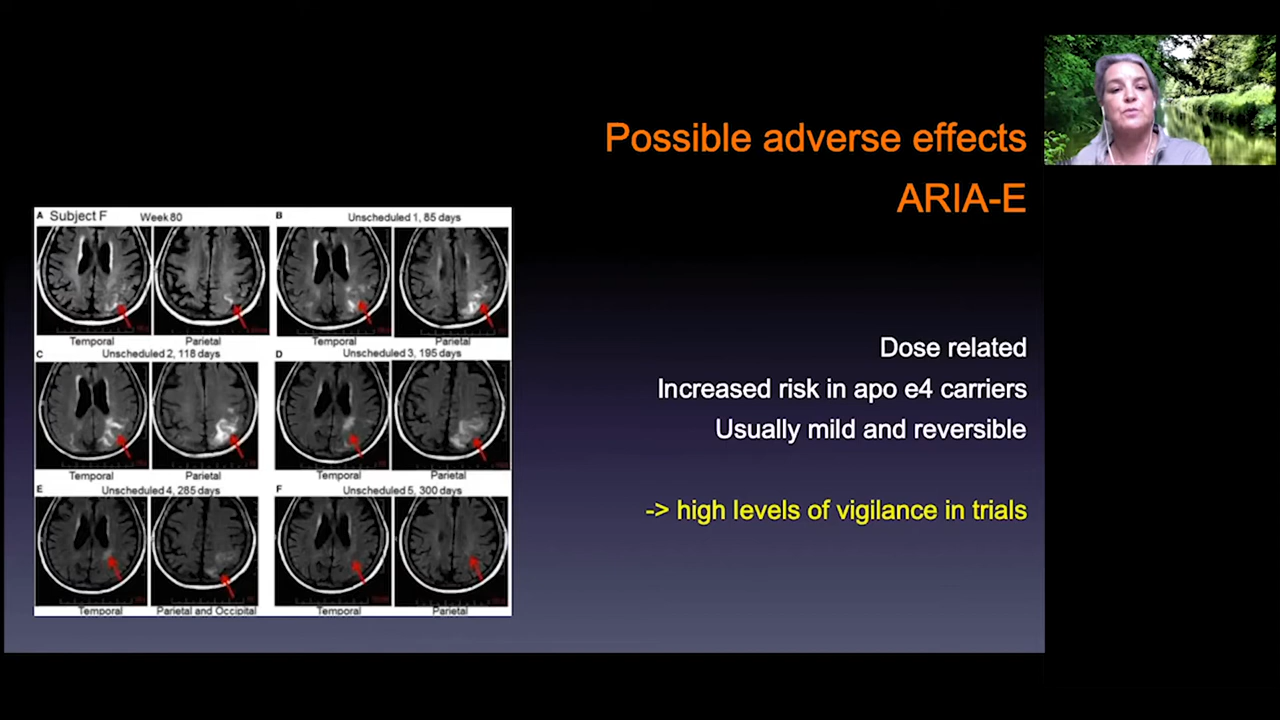 Possible adverse effects
ARIA-E
A Subject F Week 80
B Unscheduled 1, 85 days
Temporal Parietal Temporal Parietal
C Unscheduled 2, 118 days
D Unscheduled 3, 195 days
Temporal Parietal Temporal Parietal
E Unscheduled 4, 285 days
F Unscheduled 5, 300 days
Temporal Parietal and Occipital Temporal Parietal
Dose related
Increased risk in apo e4 carriers
Usually mild and reversible
-> high levels of vigilance in trials